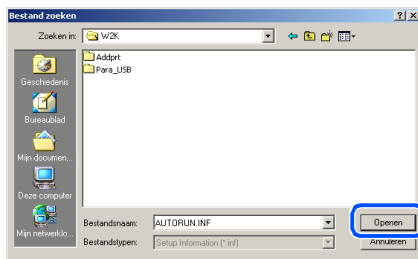 Bestand zoeken
Zoeken in: W2K
Addprt
Para_USB
Geschiedenis
Bureaublad
Mijn documen...
Deze computer
Mijn netwerklo...
Bestandsnaam: AUTORUN.INF Openen
Bestandstypen: Setup Information (*.inf) Annuleren